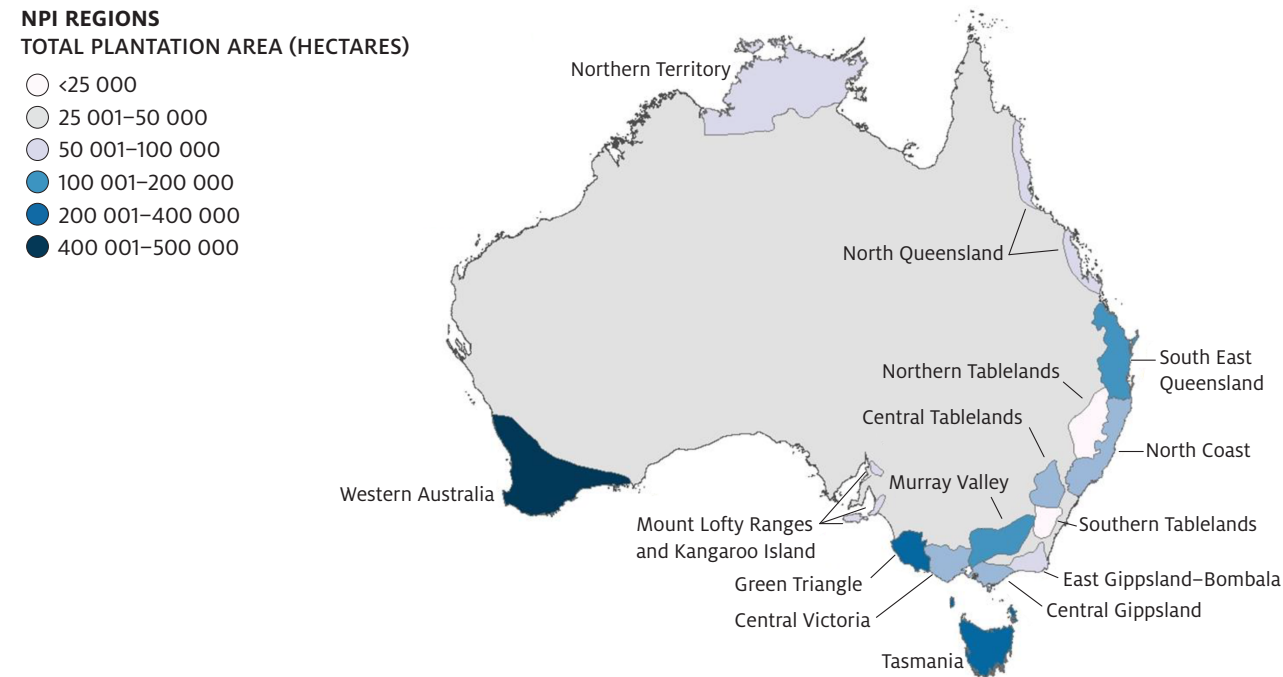 NPI REGIONS
TOTAL PLANTATION AREA (HECTARES)
<25 000
25 001–50 000
50 001–100 000
100 001–200 000
200 001–400 000
400 001–500 000
Northern Territory
North Queensland
South East
Queensland
Northern Tablelands
Central Tablelands
North Coast
Murray Valley
Western Australia
Mount Lofty Ranges
and Kangaroo Island
Southern Tablelands
Green Triangle
East Gippsland–Bombala
Central Gippsland
Central Victoria
Tasmania